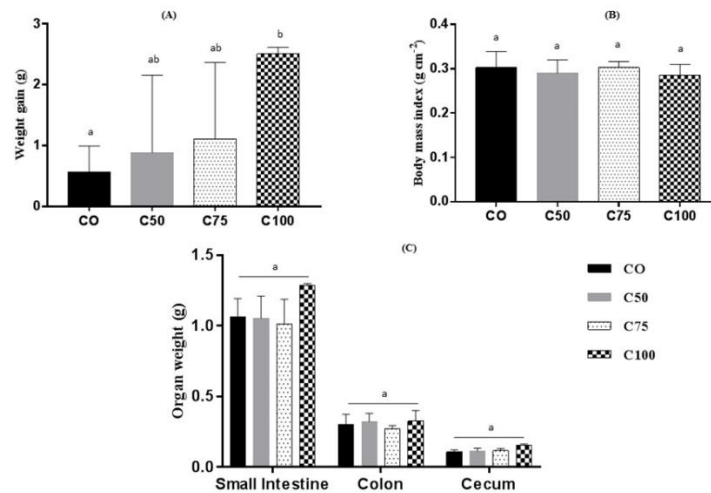 (A)
Weight gain (g)
3
2
1
0
a
ab
ab
b
CO
C50
C75
C100
(B)
Body mass index (g cm⁻²)
0.4
0.3
0.2
0.1
0.0
a
a
a
a
CO
C50
C75
C100
(C)
Organ weight (g)
1.5
1.0
0.5
0.0
a
a
a
Small Intestine
Colon
Cecum
CO
C50
C75
C100